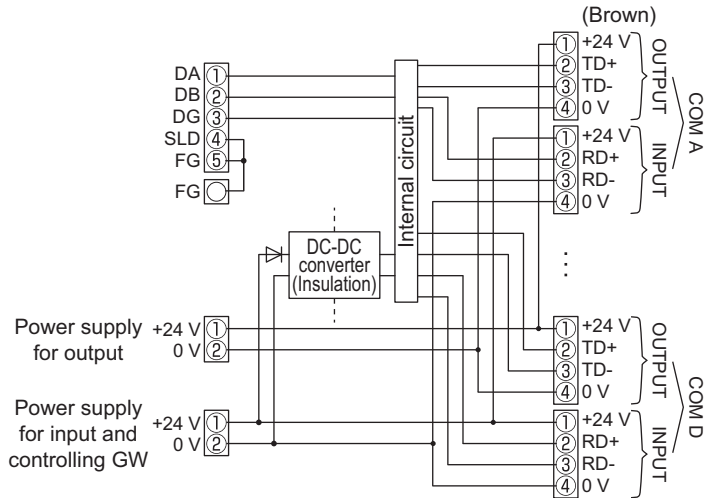 (Brown)
DA ①
DB ②
DG ③
SLD ④
FG ⑤
FG
Internal circuit
① +24 V
② TD+
③ TD-
④ 0 V
OUTPUT
① +24 V
② RD+
③ RD-
④ 0 V
INPUT
COM A
DC-DC
converter
(Insulation)
⋮
Power supply
for output
+24 V ①
0 V ②
Power supply
for input and
controlling GW
+24 V ①
0 V ②
① +24 V
② TD+
③ TD-
④ 0 V
OUTPUT
① +24 V
② RD+
③ RD-
④ 0 V
INPUT
COM D